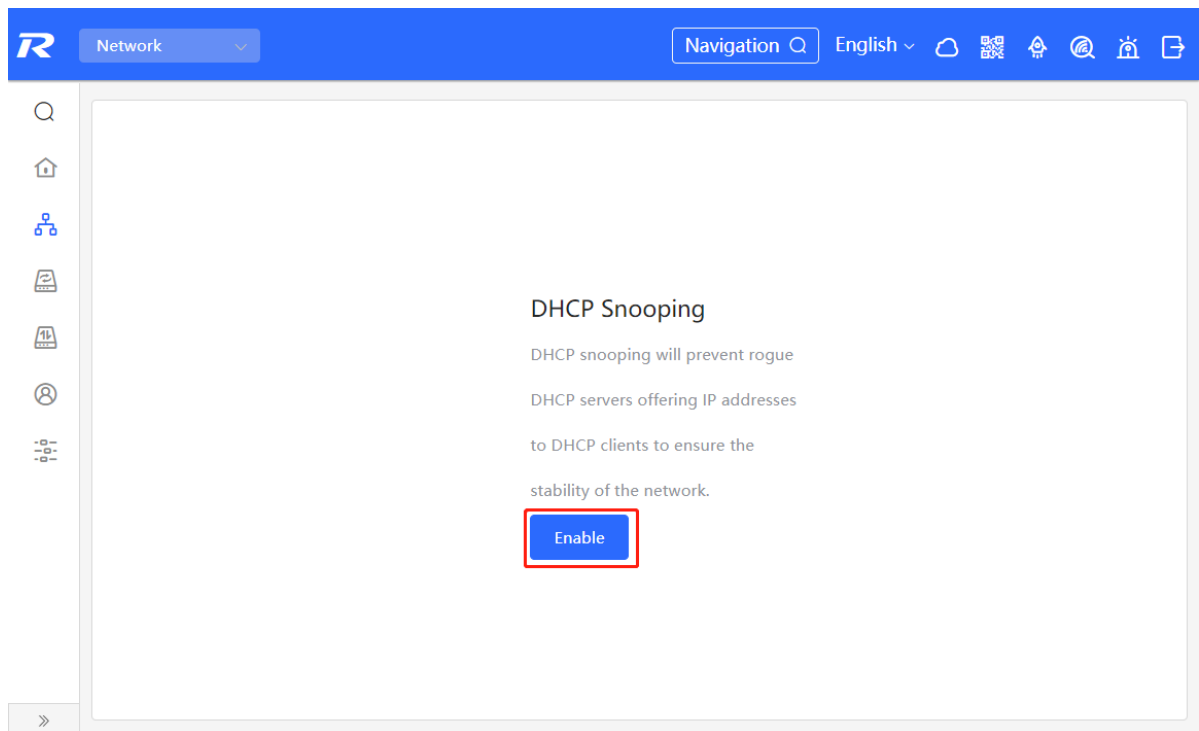 Network
Navigation
English
DHCP Snooping
DHCP snooping will prevent rogue
DHCP servers offering IP addresses
to DHCP clients to ensure the
stability of the network.
Enable